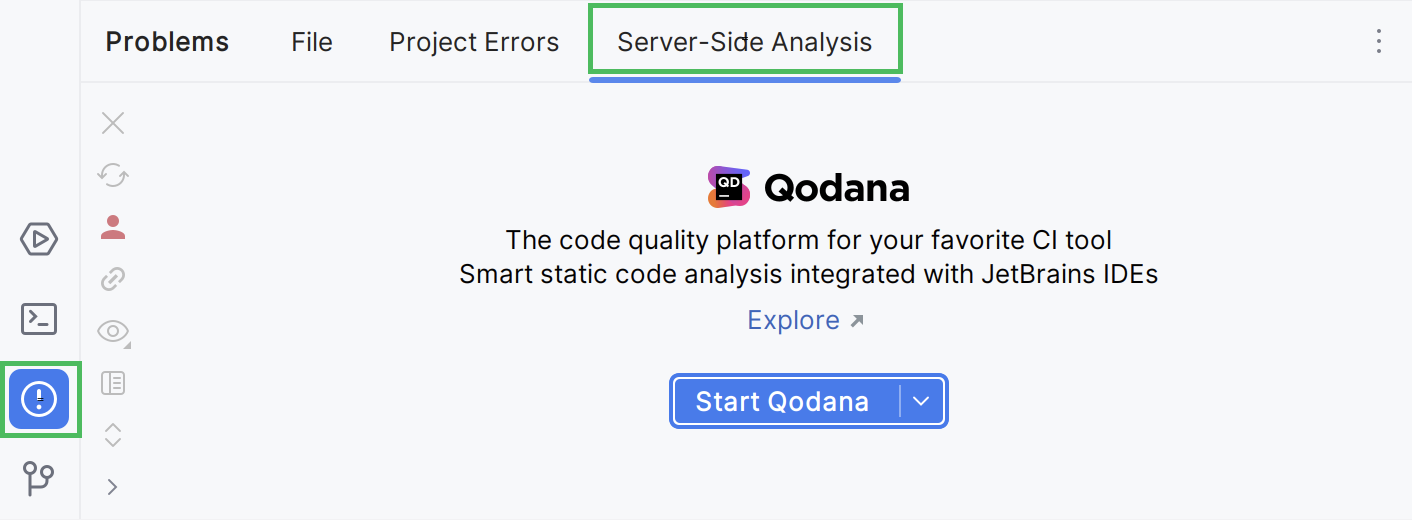 Problems File Project Errors Server-Side Analysis
QD Qodana
The code quality platform for your favorite CI tool
Smart static code analysis integrated with JetBrains IDEs
Explore
Start Qodana